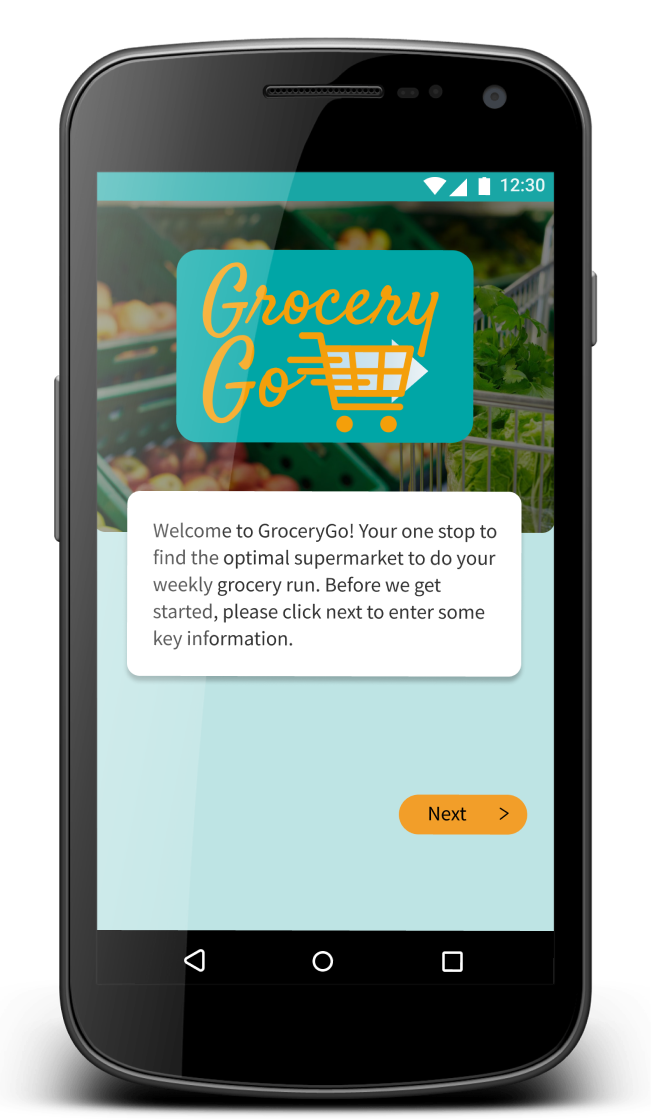 12:30
Grocery
Go
Welcome to GroceryGo! Your one stop to
find the optimal supermarket to do your
weekly grocery run. Before we get
started, please click next to enter some
key information.
Next >